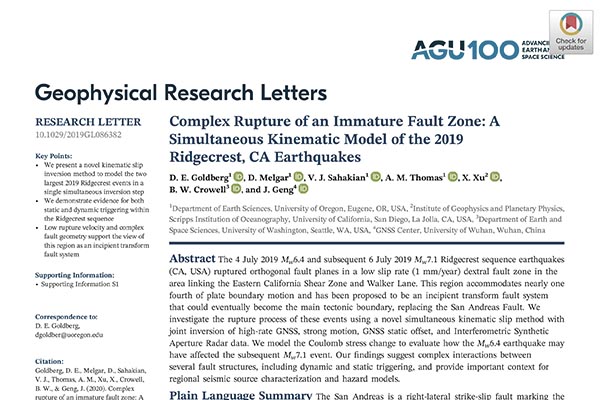 AGU100 ADVANCING
EARTH AND
SPACE SCIENCE
Check for
updates
Geophysical Research Letters
RESEARCH LETTER
10.1029/2019GL086382
Key Points:
• We present a novel kinematic slip
inversion method to model the two
largest 2019 Ridgecrest events in a
single simultaneous inversion step
• We demonstrate evidence for both
static and dynamic triggering within
the Ridgecrest sequence
• Low rupture velocity and complex
fault geometry support the view of
this region as an incipient transform
fault system
Supporting Information:
• Supporting Information S1
Correspondence to:
D. E. Goldberg,
dgoldber@uoregon.edu
Citation:
Goldberg, D. E., Melgar, D., Sahakian,
V. J., Thomas, A. M., Xu, X., Crowell,
B. W., & Geng, J. (2020). Complex
rupture of an immature fault zone: A
Complex Rupture of an Immature Fault Zone: A
Simultaneous Kinematic Model of the 2019
Ridgecrest, CA Earthquakes
D. E. Goldberg1, D. Melgar1, V. J. Sahakian1, A. M. Thomas1, X. Xu2,
B. W. Crowell3, and J. Geng4
1Department of Earth Sciences, University of Oregon, Eugene, OR, USA, 2Institute of Geophysics and Planetary Physics,
Scripps Institution of Oceanography, University of California, San Diego, La Jolla, CA, USA, 3Department of Earth and
Space Sciences, University of Washington, Seattle, WA, USA, 4GNSS Center, University of Wuhan, Wuhan, China
Abstract The 4 July 2019 Mw6.4 and subsequent 6 July 2019 Mw7.1 Ridgecrest sequence earthquakes
(CA, USA) ruptured orthogonal fault planes in a low slip rate (1 mm/year) dextral fault zone in the
area linking the Eastern California Shear Zone and Walker Lane. This region accommodates nearly one
fourth of plate boundary motion and has been proposed to be an incipient transform fault system
that could eventually become the main tectonic boundary, replacing the San Andreas Fault. We
investigate the rupture process of these events using a novel simultaneous kinematic slip method with
joint inversion of high-rate GNSS, strong motion, GNSS static offset, and Interferometric Synthetic
Aperture Radar data. We model the Coulomb stress change to evaluate how the Mw6.4 earthquake may
have affected the subsequent Mw7.1 event. Our findings suggest complex interactions between
several fault structures, including dynamic and static triggering, and provide important context for
regional seismic source characterization and hazard models.
Plain Language Summary The San Andreas is a right-lateral strike-slip fault marking the